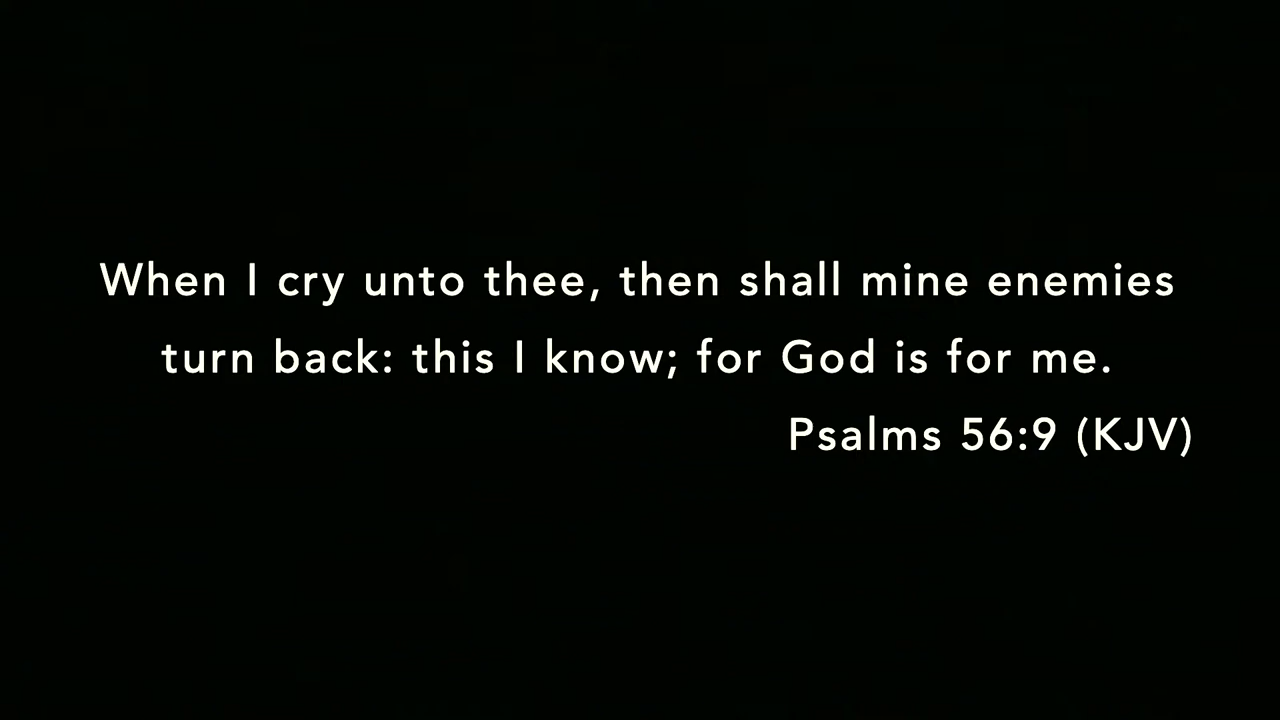 When I cry unto thee, then shall mine enemies
turn back: this I know; for God is for me.
Psalms 56:9 (KJV)